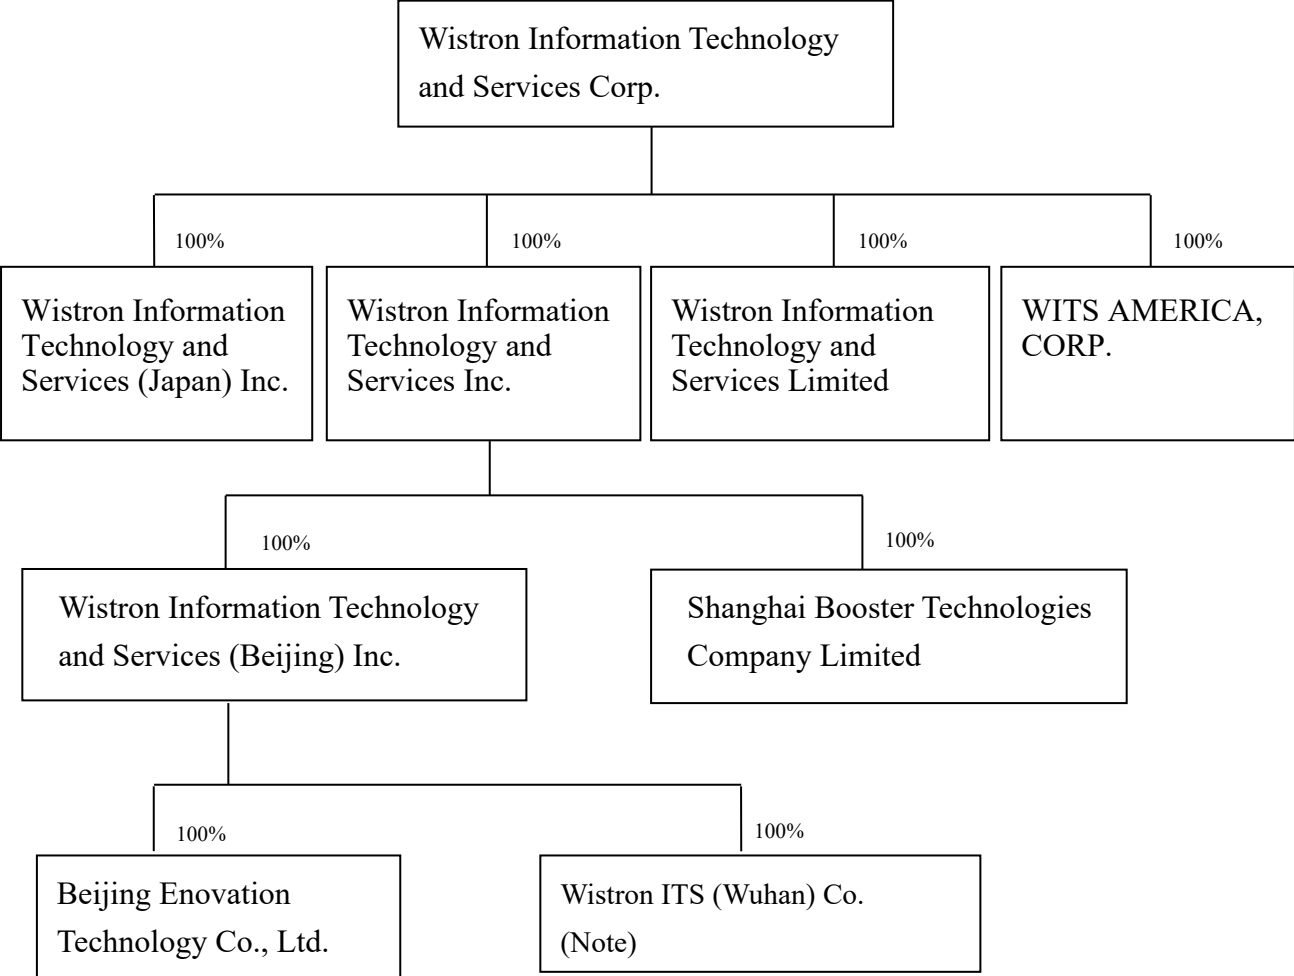 Wistron Information Technology
and Services Corp.
100%
100%
100%
100%
Wistron Information
Technology and
Services (Japan) Inc.
Wistron Information
Technology and
Services Inc.
Wistron Information
Technology and
Services Limited
WITS AMERICA,
CORP.
100%
100%
Wistron Information Technology
and Services (Beijing) Inc.
Shanghai Booster Technologies
Company Limited
100%
100%
Beijing Enovation
Technology Co., Ltd.
Wistron ITS (Wuhan) Co.
(Note)